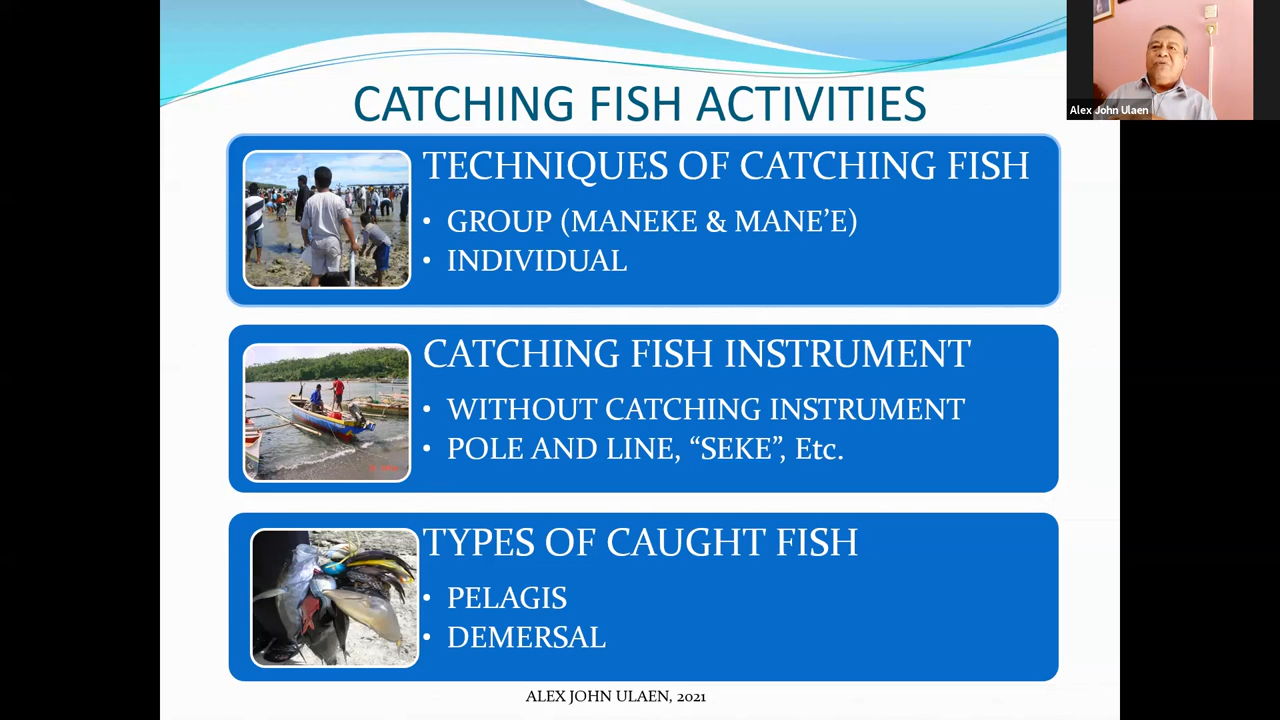 CATCHING FISH ACTIVITIES
Alex John Ulaen
TECHNIQUES OF CATCHING FISH
• GROUP (MANEKE & MANE’E)
• INDIVIDUAL
CATCHING FISH INSTRUMENT
• WITHOUT CATCHING INSTRUMENT
• POLE AND LINE, “SEKE”, Etc.
TYPES OF CAUGHT FISH
• PELAGIS
• DEMERSAL
ALEX JOHN ULAEN, 2021